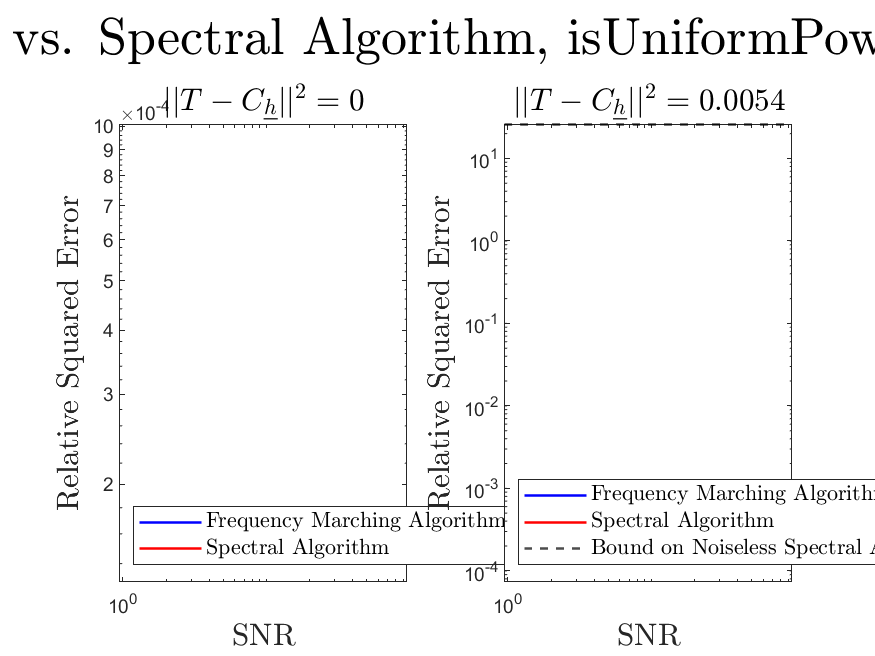 vs. Spectral Algorithm, isUniformPow
||T − C_h||² = 0
||T − C_h||² = 0.0054
×10⁻⁴
10
9
8
7
6
5
4
3
2
Relative Squared Error
Frequency Marching Algorithm
Spectral Algorithm
10⁰
SNR
10¹
10⁰
10⁻¹
10⁻²
10⁻³
10⁻⁴
Relative Squared Error
Frequency Marching Algorith
Spectral Algorithm
Bound on Noiseless Spectral A
10⁰
SNR